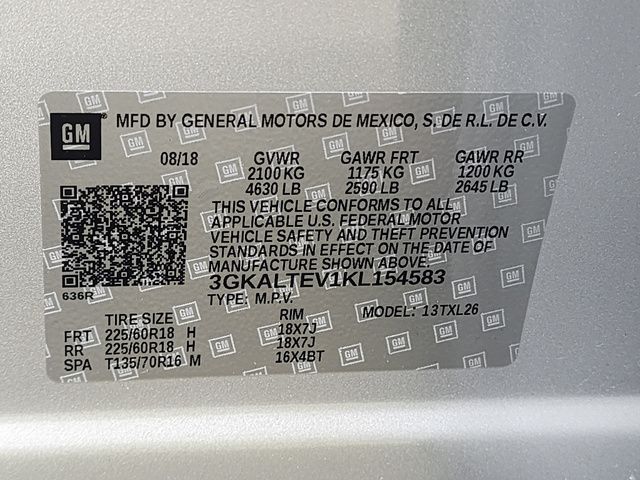 GM MFD BY GENERAL MOTORS DE MEXICO, S. DE R.L. DE C.V.
08/18 GVWR GAWR FRT GAWR RR
2100 KG 1175 KG 1200 KG
4630 LB 2590 LB 2645 LB
THIS VEHICLE CONFORMS TO ALL
APPLICABLE U.S. FEDERAL MOTOR
VEHICLE SAFETY AND THEFT PREVENTION
STANDARDS IN EFFECT ON THE DATE OF
MANUFACTURE SHOWN ABOVE.
3GKALTEV1KL154583
636R TYPE: M.P.V.
TIRE SIZE RIM MODEL: 13TXL26
FRT 225/60R18 H 18X7J
RR 225/60R18 H 18X7J
SPA T135/70R16 M 16X4BT